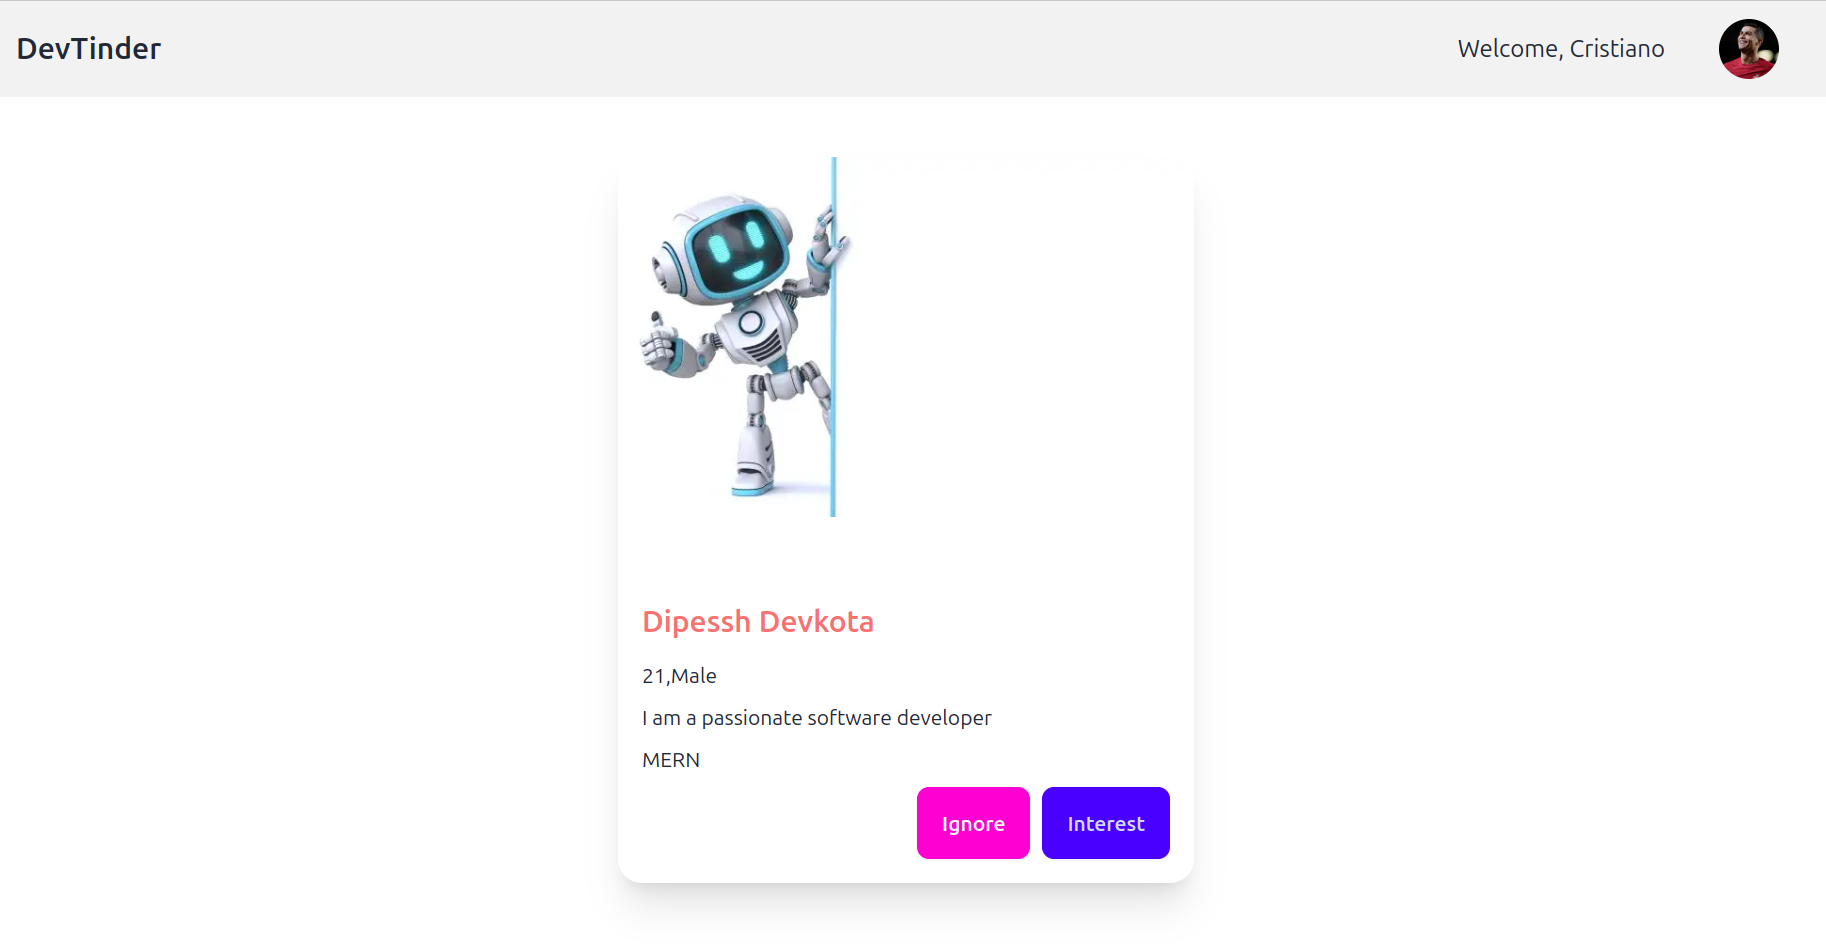 DevTinder
Welcome, Cristiano
Dipessh Devkota
21,Male
I am a passionate software developer
MERN
Ignore
Interest